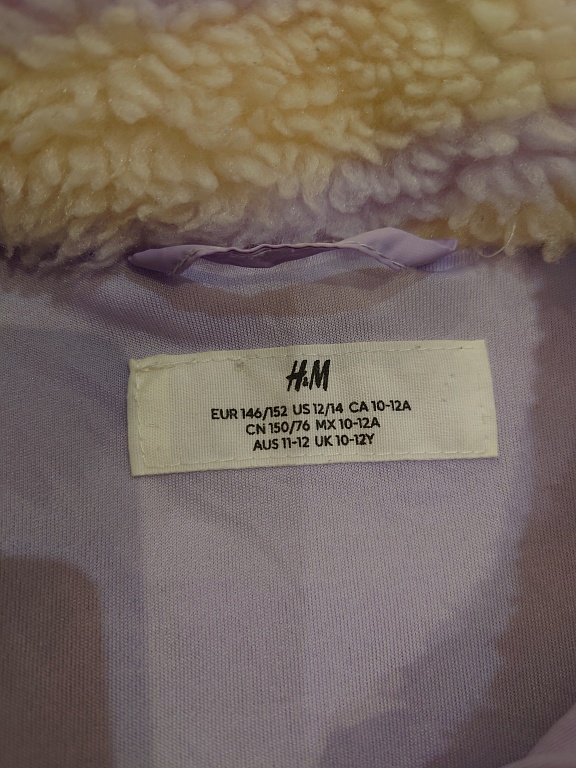 H&M
EUR 146/152 US 12/14 CA 10-12A
CN 150/76 MX 10-12A
AUS 11-12 UK 10-12Y